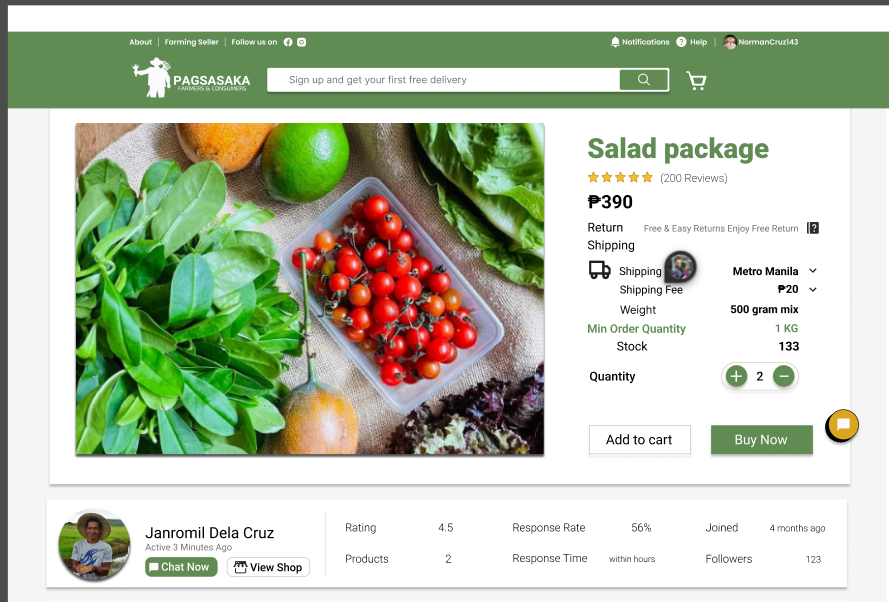 About | Farming Seller | Follow us on
Notifications ? Help | NormanCruz143
PAGSASAKA
FARMERS & CONSUMERS
Sign up and get your first free delivery
Salad package
(200 Reviews)
₱390
Return Free & Easy Returns Enjoy Free Return ?
Shipping
Shipping Metro Manila
Shipping Fee ₱20
Weight 500 gram mix
Min Order Quantity 1 KG
Stock 133
Quantity + 2 −
Add to cart Buy Now
Janromil Dela Cruz
Active 3 Minutes Ago
Chat Now View Shop
Rating 4.5 Response Rate 56% Joined 4 months ago
Products 2 Response Time within hours Followers 123